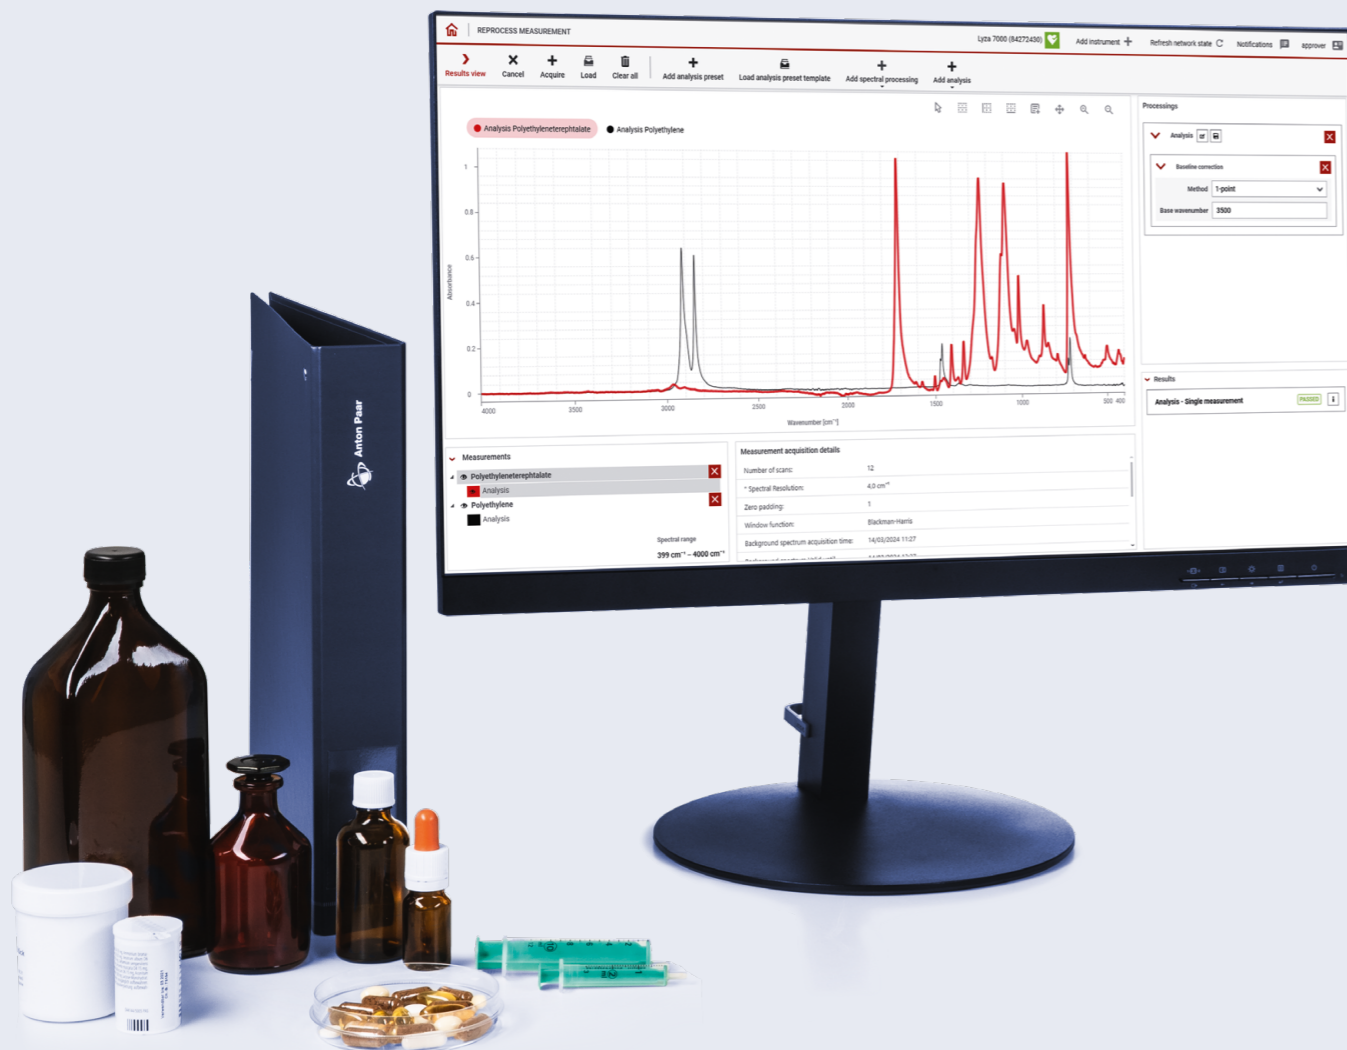 REPROCESS MEASUREMENT
Lyza 7000 (84272430)
Add instrument
Refresh network state
Notifications
approver
Results view
Cancel
Acquire
Load
Clear all
Add analysis preset
Load analysis preset template
Add spectral processing
Add analysis
Analysis Polyethyleneterephtalate
Analysis Polyethylene
Absorbance
1
0.8
0.6
0.4
0.2
0
4000
3500
3000
2500
2000
1500
1000
500
400
Wavenumber [cm⁻¹]
Processings
Analysis
Baseline correction
Method 1-point
Base wavenumber 3500
Results
Analysis - Single measurement PASSED
Measurements
Polyethyleneterephtalate
Analysis
Polyethylene
Analysis
Spectral range
399 cm⁻¹ – 4000 cm⁻¹
Measurement acquisition details
Number of scans: 12
* Spectral Resolution: 4,0 cm⁻¹
Zero padding: 1
Window function: Blackman-Harris
Background spectrum acquisition time: 14/03/2024 11:27
Anton Paar